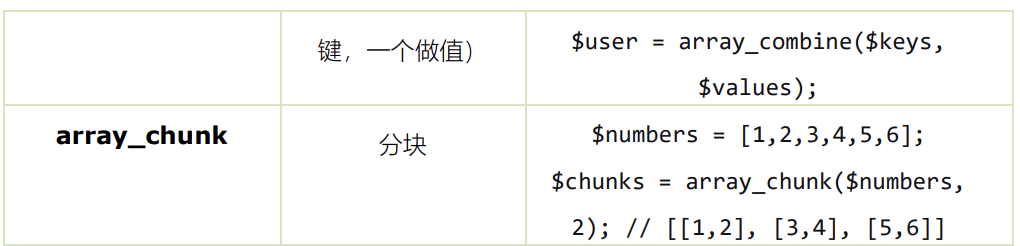 键，一个做值）
$user = array_combine($keys,
$values);
array_chunk
分块
$numbers = [1,2,3,4,5,6];
$chunks = array_chunk($numbers,
2); // [[1,2], [3,4], [5,6]]